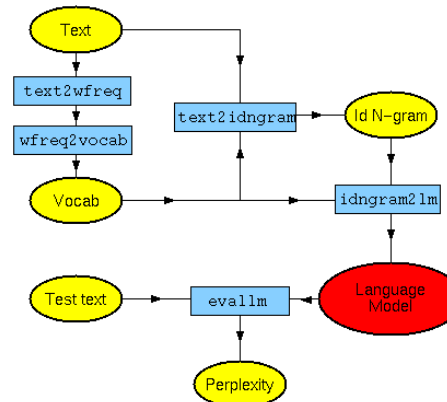 Text
text2wfreq
text2idngram
Id N-gram
wfreq2vocab
Vocab
idngram2lm
Test text
evallm
Language
Model
Perplexity